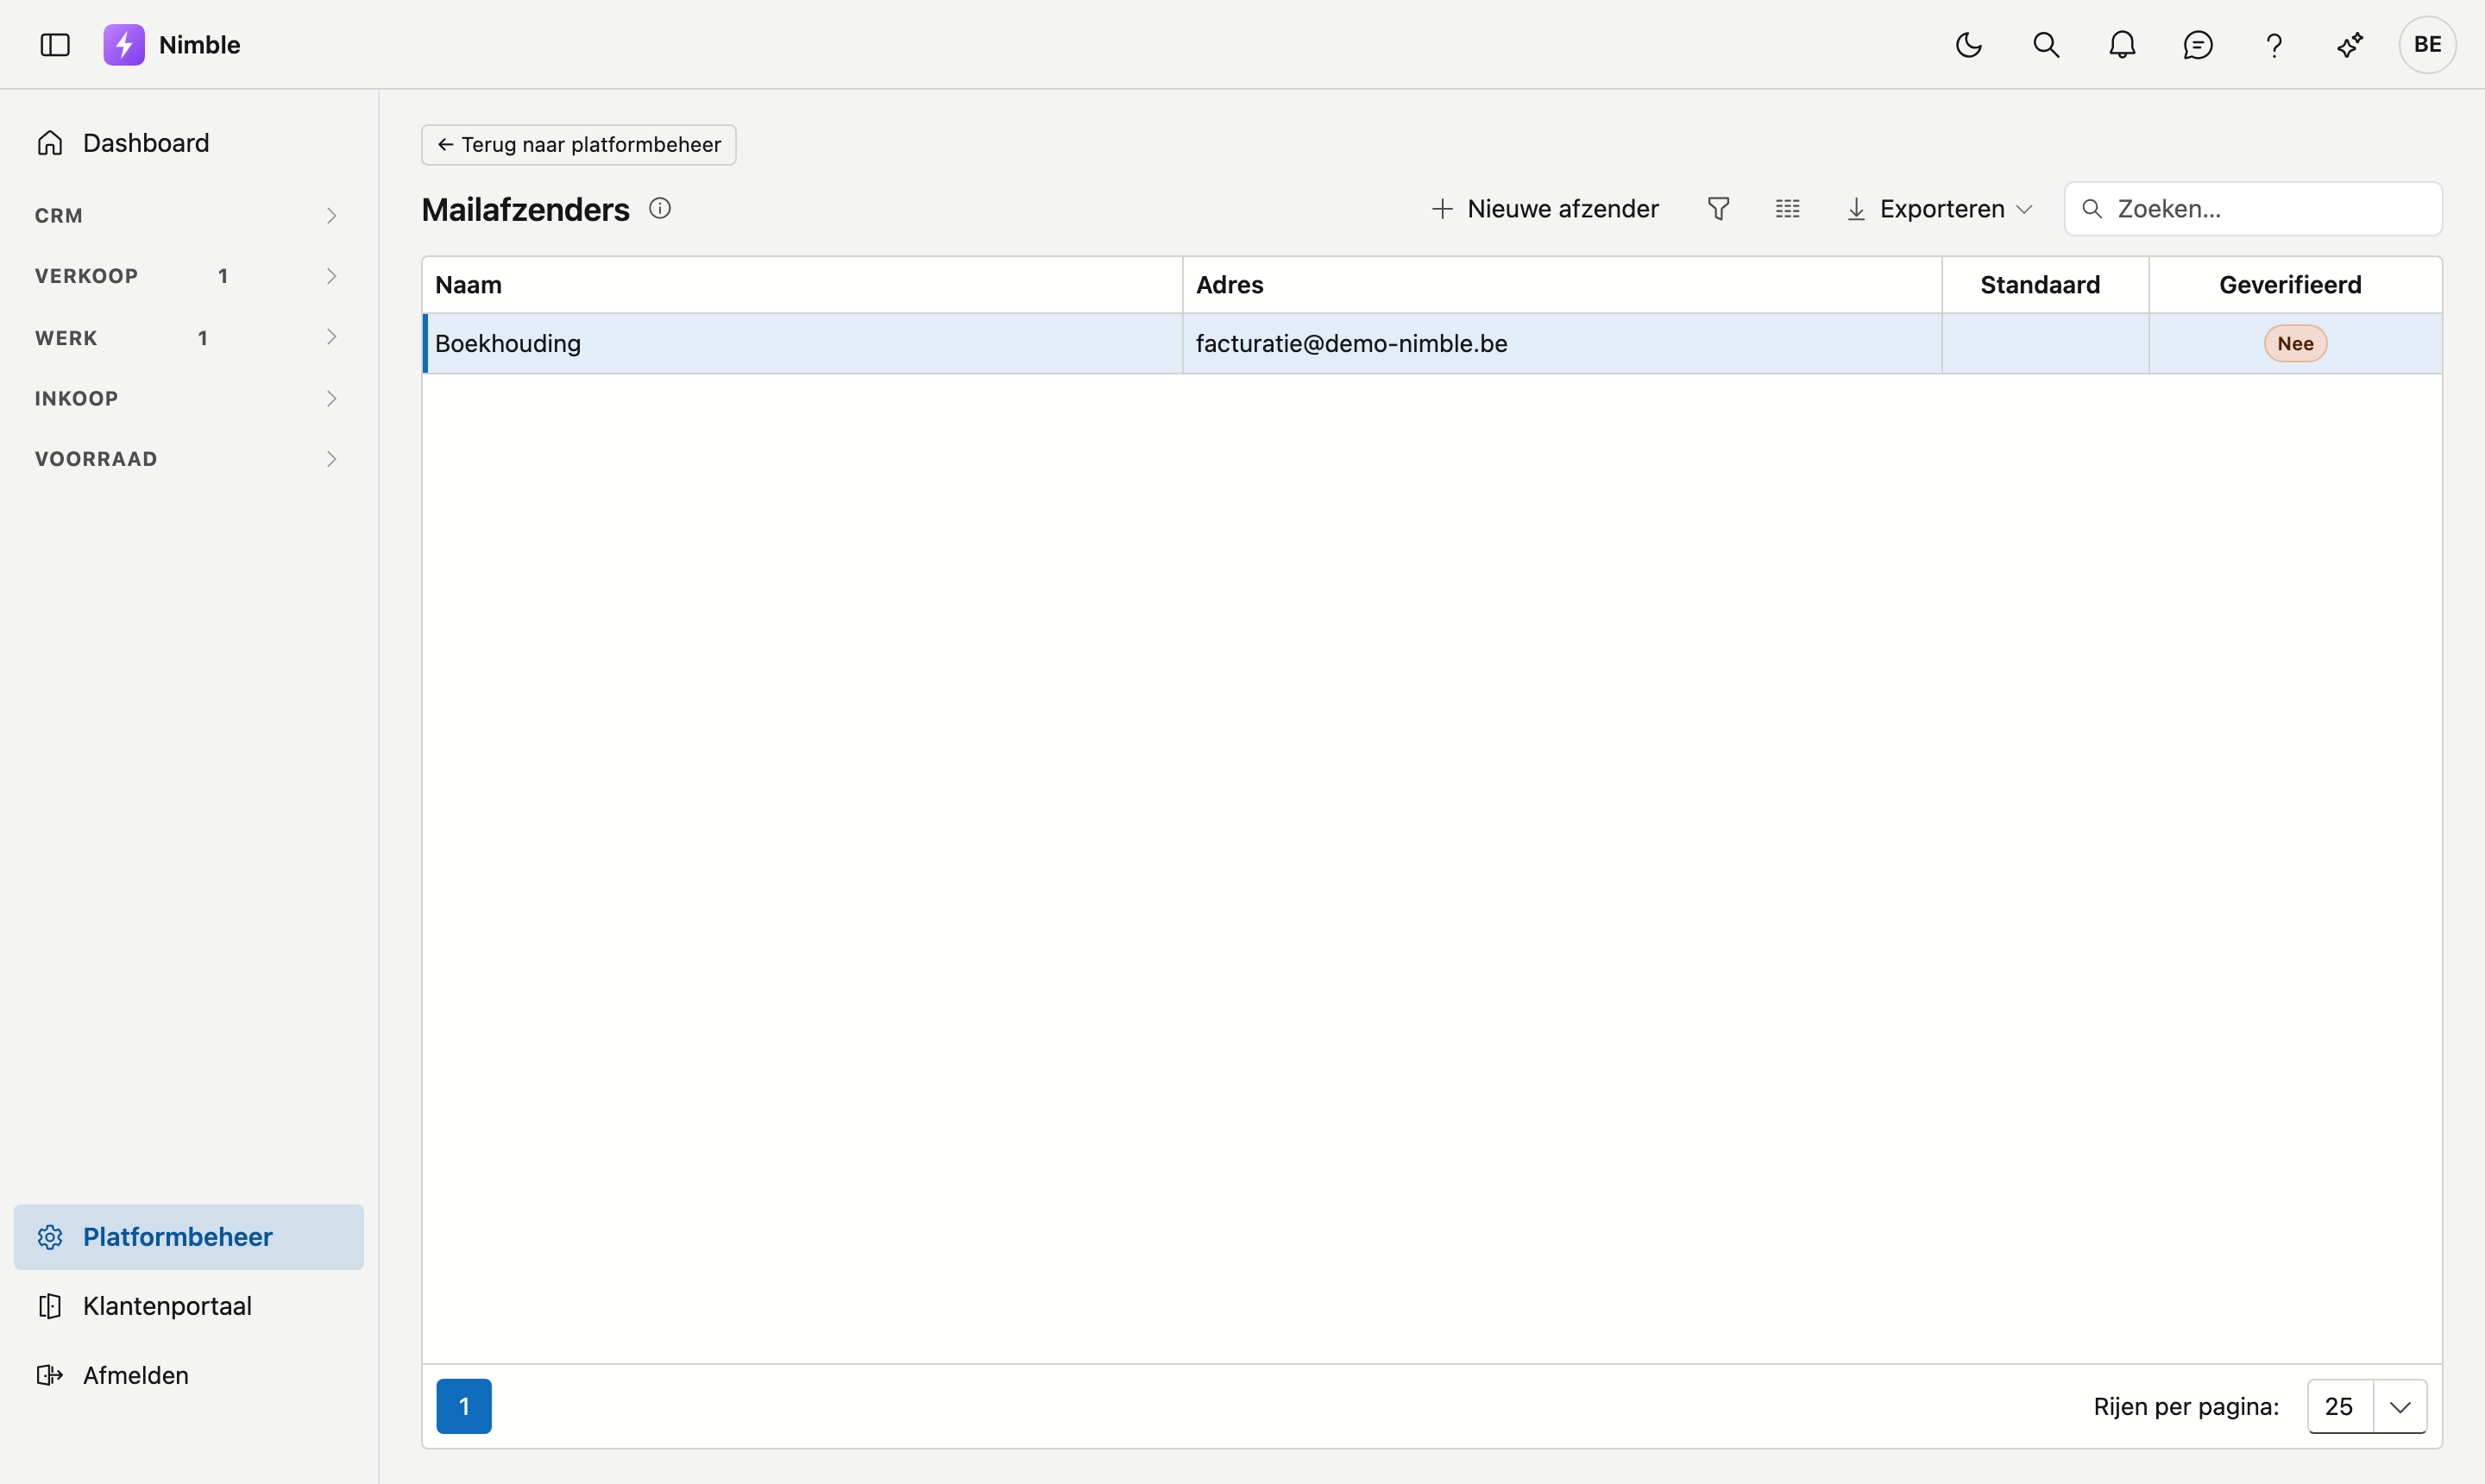 Nimble
BE
Dashboard
CRM
VERKOOP 1
WERK 1
INKOOP
VOORRAAD
Platformbeheer
Klantenportaal
Afmelden
← Terug naar platformbeheer
Mailafzenders
Nieuwe afzender
Exporteren
Zoeken...
Naam Adres Standaard Geverifieerd
Boekhouding facturatie@demo-nimble.be Nee
1
Rijen per pagina: 25